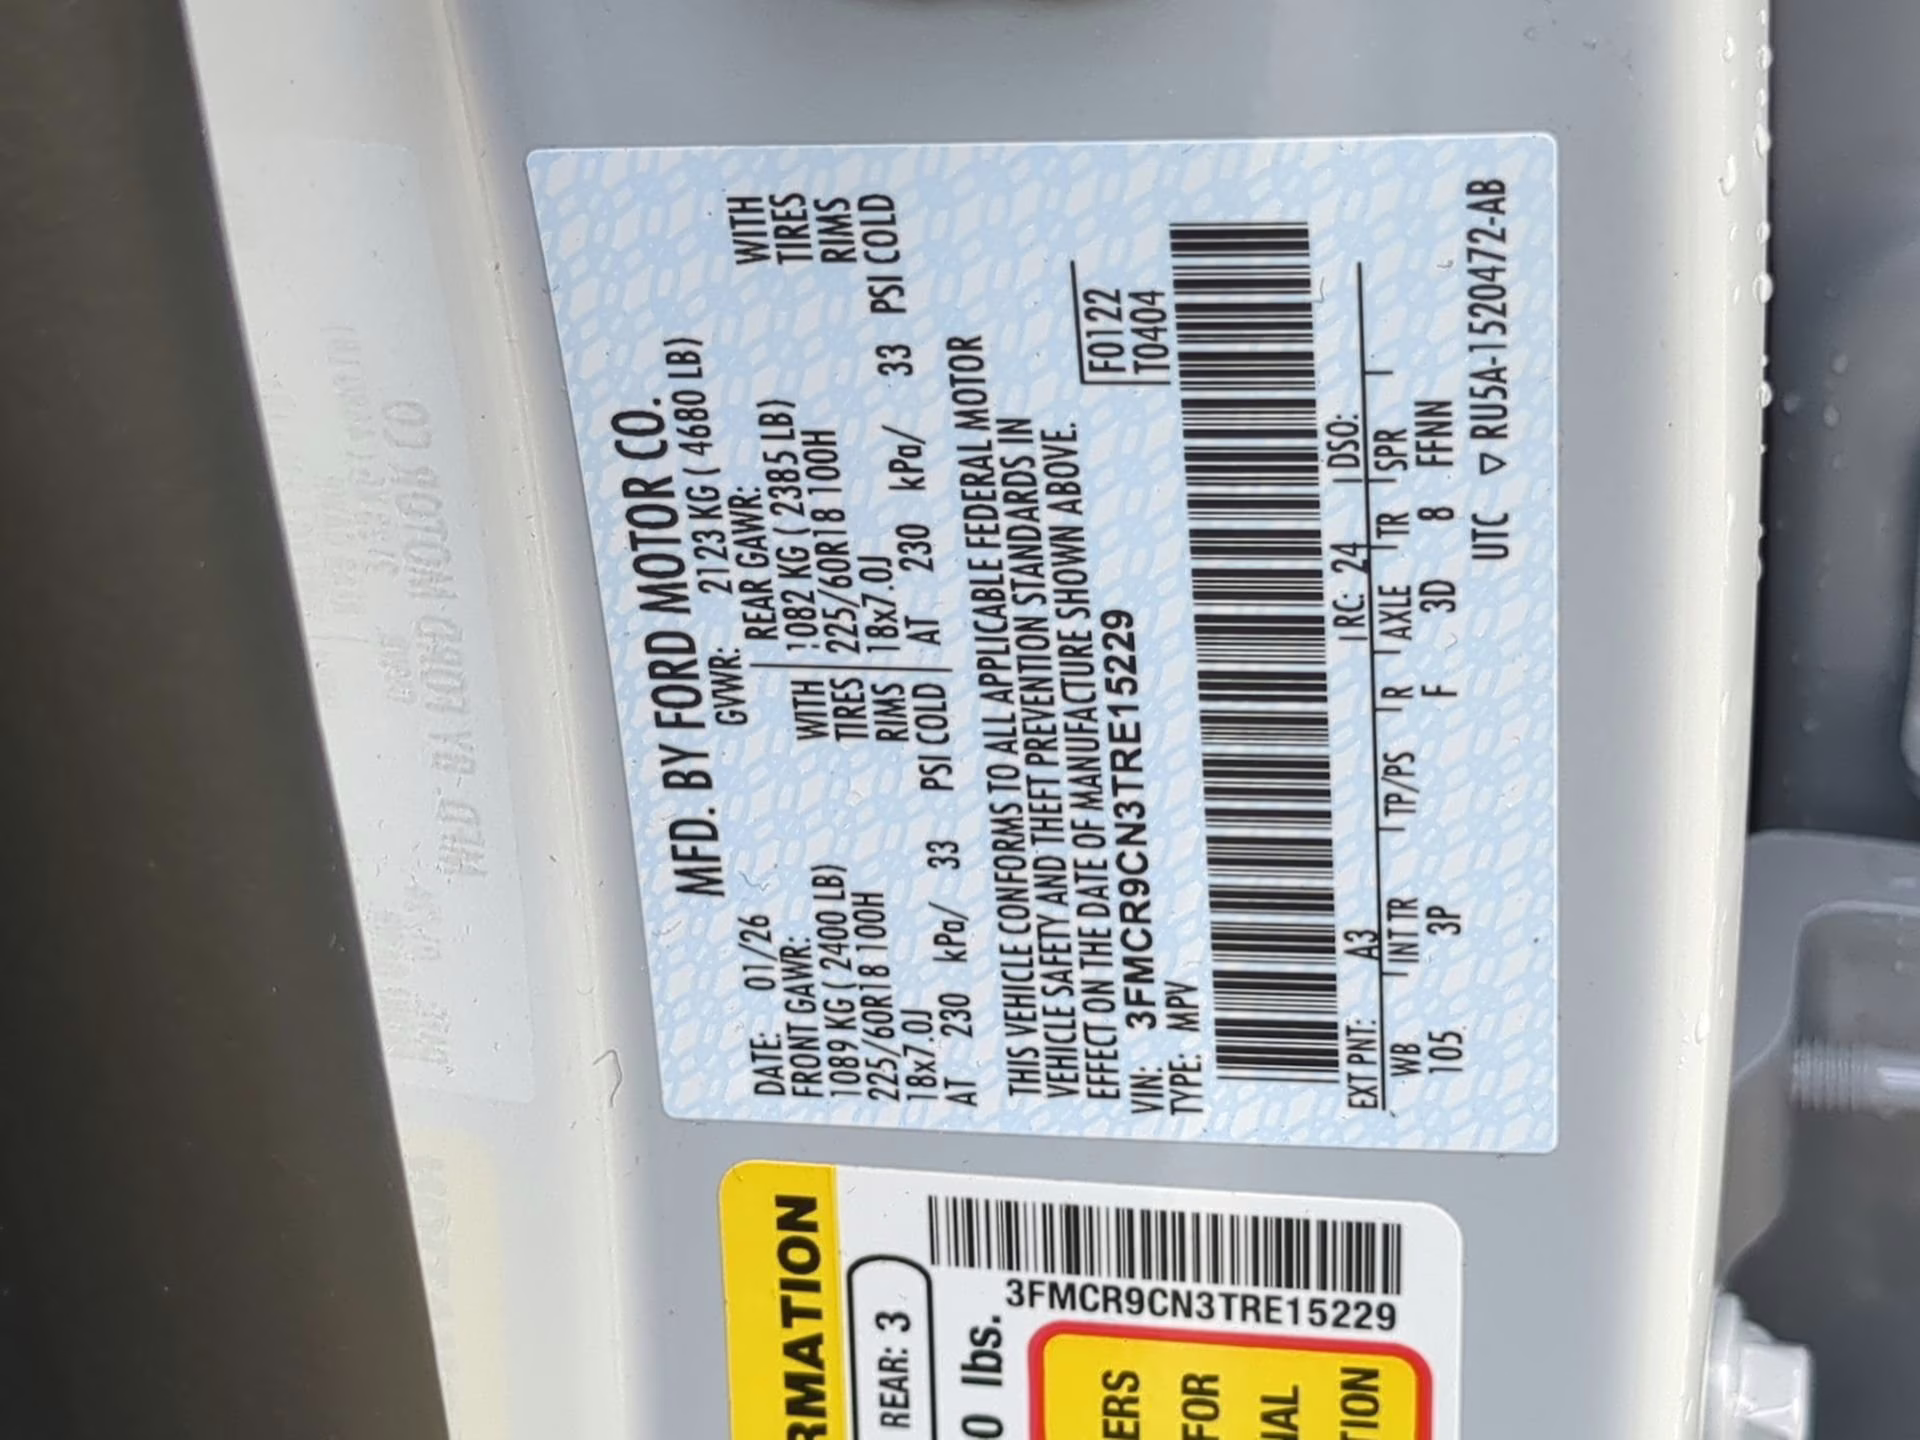 MFD. BY FORD MOTOR CO.
DATE: 01/26 GVWR: 2123 KG ( 4680 LB)
FRONT GAWR: REAR GAWR:
1089 KG ( 2400 LB) WITH 1082 KG ( 2385 LB) WITH
225/60R18 100H TIRES 225/60R18 100H TIRES
18x7.0J RIMS 18x7.0J RIMS
AT 230 kPa/ 33 PSI COLD AT 230 kPa/ 33 PSI COLD
THIS VEHICLE CONFORMS TO ALL APPLICABLE FEDERAL MOTOR
VEHICLE SAFETY AND THEFT PREVENTION STANDARDS IN
EFFECT ON THE DATE OF MANUFACTURE SHOWN ABOVE.
VIN: 3FMCR9CN3TRE15229 F0122
TYPE: MPV T0404
EXT PNT: A3 RC: 24 DSO:
WB INT TR TP/PS R AXLE TR SPR
105 3P F 3D 8 FFNN
UTC ▽ RU5A-1520472-AB
RMATION
REAR: 3
0 lbs.
3FMCR9CN3TRE15229
ERS
FOR
NAL
TION